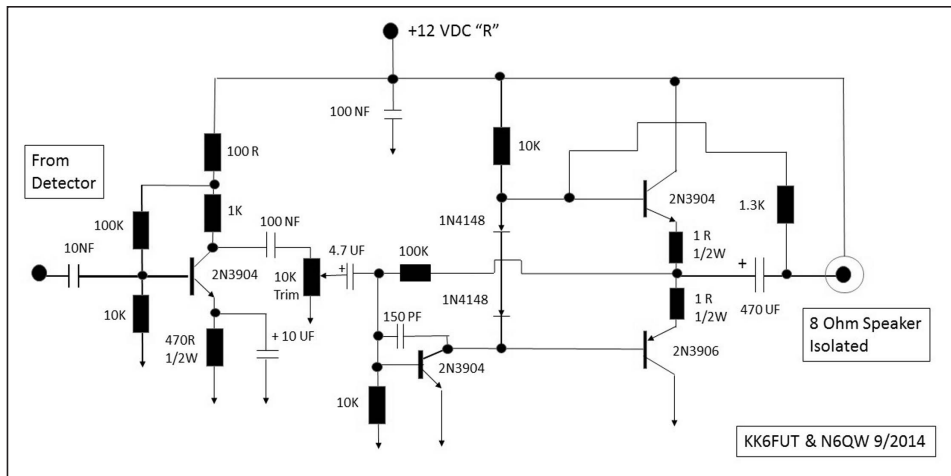 +12 VDC “R”
100 NF
100 R
10K
From
Detector
2N3904
1.3K
1K
100 NF
1N4148
100K
4.7 UF
100K
1 R
1/2W
10NF
2N3904
10K
Trim
+
+
470 UF
1N4148
1 R
1/2W
10K
150 PF
8 Ohm Speaker
Isolated
470R
1/2W
+ 10 UF
2N3904
2N3906
10K
KK6FUT & N6QW 9/2014